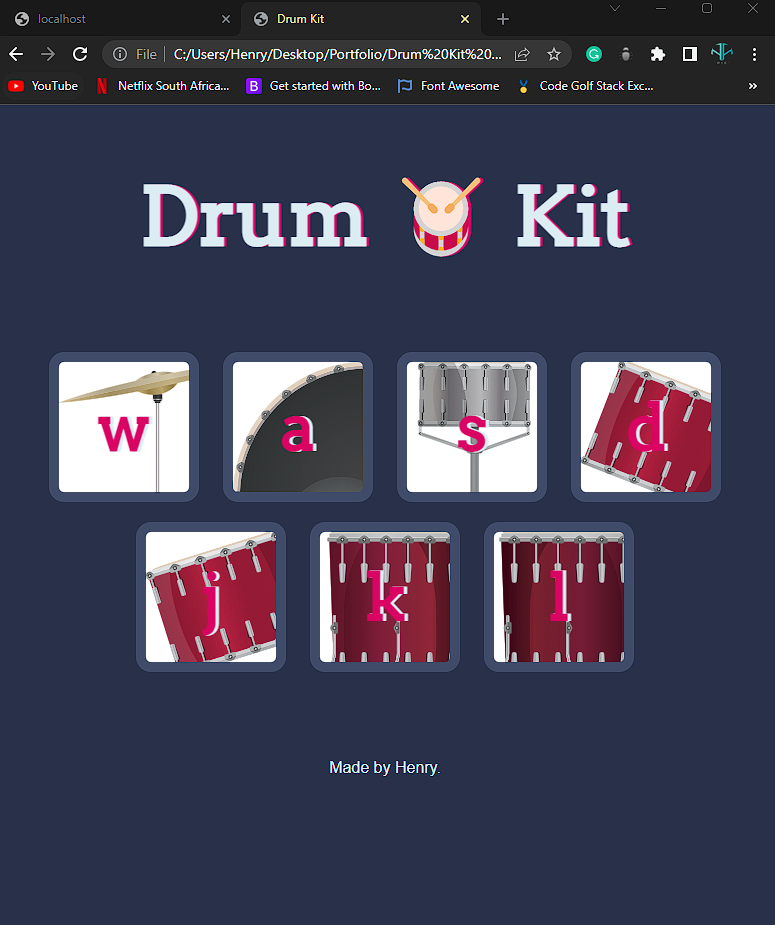 localhost
Drum Kit
File | C:/Users/Henry/Desktop/Portfolio/Drum%20Kit%20...
YouTube Netflix South Africa... Get started with Bo... Font Awesome Code Golf Stack Exc... »
Drum Kit
w a s d
j k l
Made by Henry.